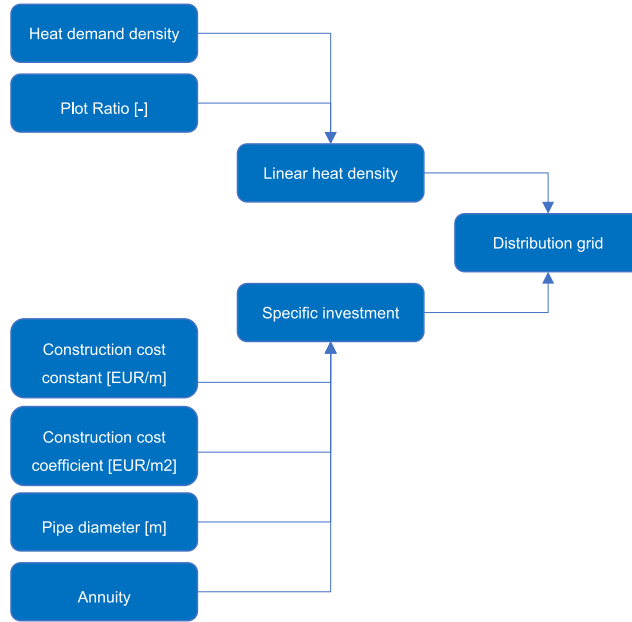 Heat demand density
Plot Ratio [-]
Linear heat density
Distribution grid
Specific investment
Construction cost
constant [EUR/m]
Construction cost
coefficient [EUR/m2]
Pipe diameter [m]
Annuity